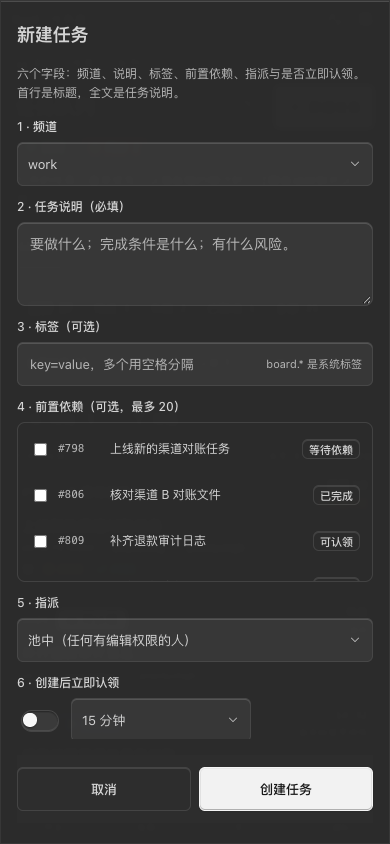 新建任务
六个字段：频道、说明、标签、前置依赖、指派与是否立即认领。
首行是标题，全文是任务说明。
1 · 频道
work
2 · 任务说明（必填）
要做什么；完成条件是什么；有什么风险。
3 · 标签（可选）
key=value，多个用空格分隔 board.* 是系统标签
4 · 前置依赖（可选，最多 20）
#798 上线新的渠道对账任务 等待依赖
#806 核对渠道 B 对账文件 已完成
#809 补齐退款审计日志 可认领
5 · 指派
池中（任何有编辑权限的人）
6 · 创建后立即认领
15 分钟
取消 创建任务